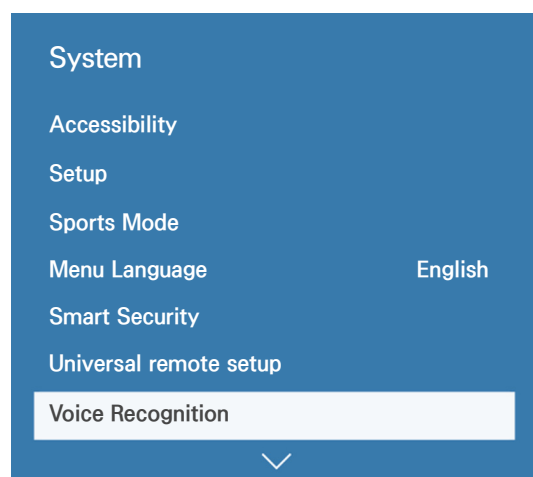 System
Accessibility
Setup
Sports Mode
Menu Language English
Smart Security
Universal remote setup
Voice Recognition